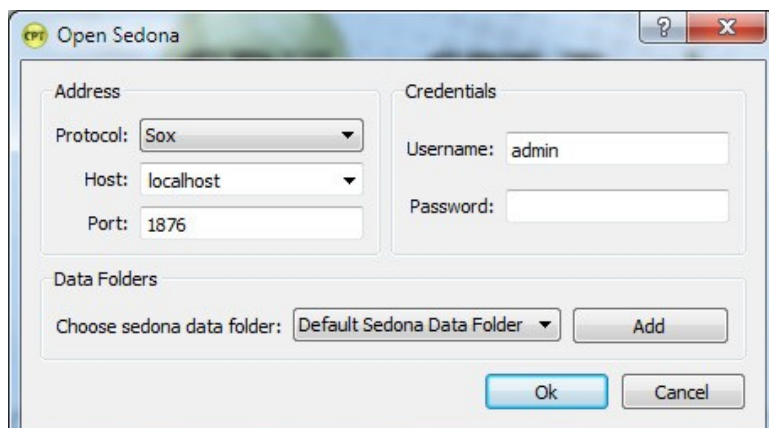 CPT Open Sedona
Address
Protocol: Sox
Host: localhost
Port: 1876
Credentials
Username: admin
Password:
Data Folders
Choose sedona data folder: Default Sedona Data Folder Add
Ok Cancel